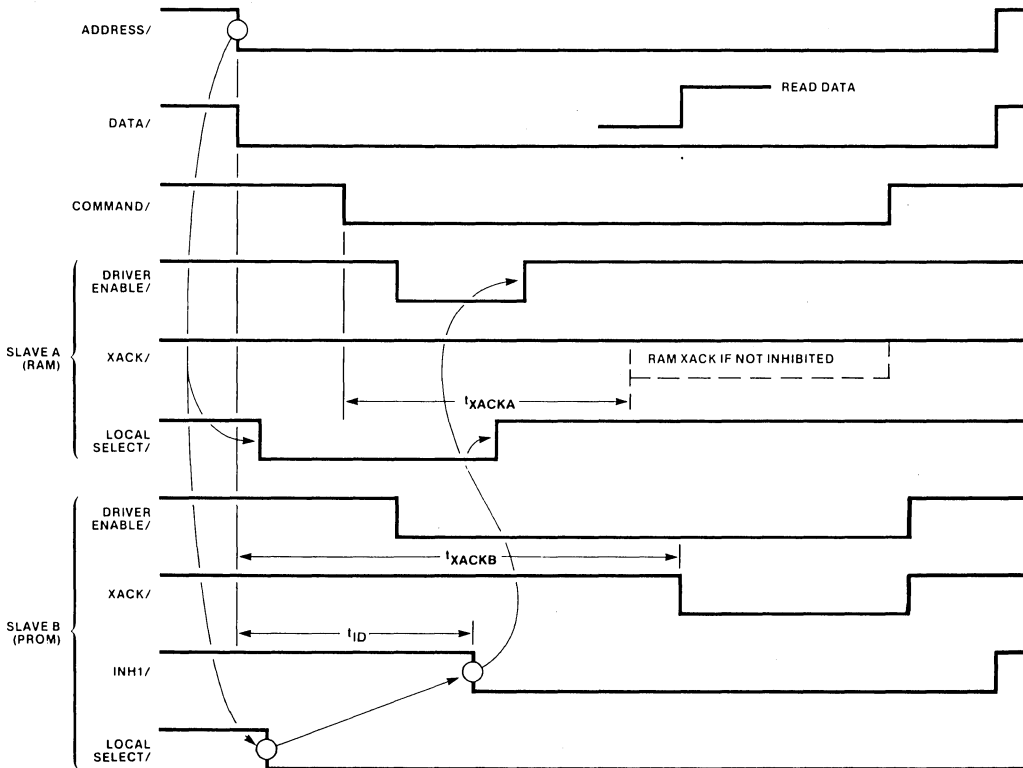 ADDRESS/
READ DATA
DATA/
COMMAND/
SLAVE A
(RAM)
DRIVER
ENABLE/
XACK/
RAM XACK IF NOT INHIBITED
tXACKA
LOCAL
SELECT/
SLAVE B
(PROM)
DRIVER
ENABLE/
tXACKB
XACK/
tID
INH1/
LOCAL
SELECT/